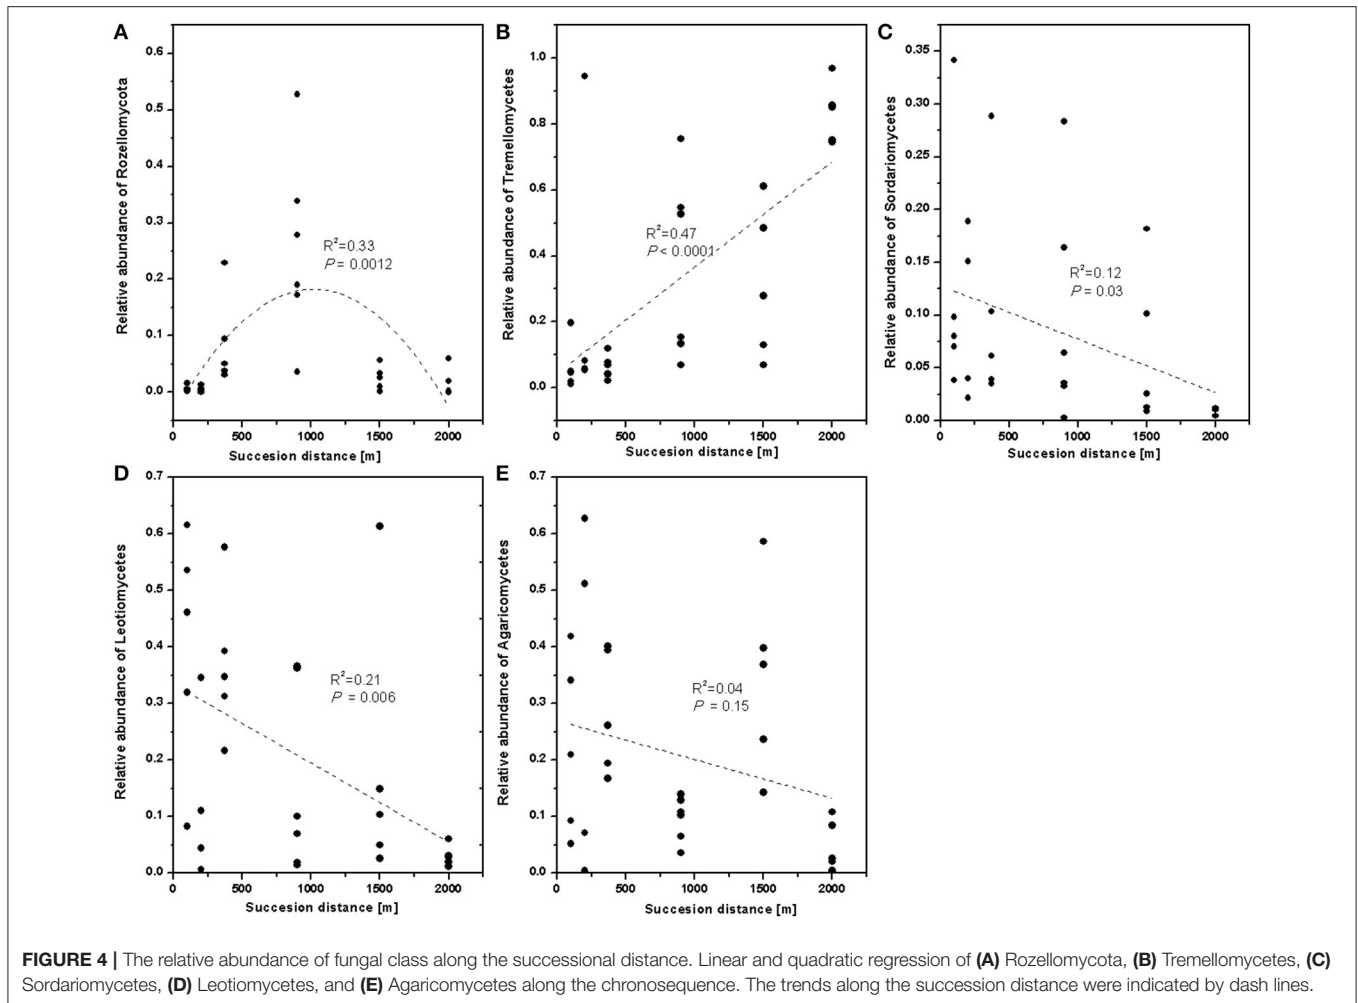 A
Relative abundance of Rozellomycota
0.6
0.5
0.4
0.3
0.2
0.1
0.0
R²=0.33
P = 0.0012
0 500 1000 1500 2000
Succesion distance [m]
B
Relative abundance of Tremellomycetes
1.0
0.8
0.6
0.4
0.2
0.0
R²=0.47
P < 0.0001
0 500 1000 1500 2000
Succesion distance [m]
C
Relative abundance of Sordariomycetes
0.35
0.30
0.25
0.20
0.15
0.10
0.05
0.00
R²=0.12
P = 0.03
0 500 1000 1500 2000
Succesion distance [m]
D
Relative abundance of Leotiomycetes
0.7
0.6
0.5
0.4
0.3
0.2
0.1
0.0
R²=0.21
P = 0.006
0 500 1000 1500 2000
Succesion distance [m]
E
Relative abundance of Agaricomycetes
0.7
0.6
0.5
0.4
0.3
0.2
0.1
0.0
R²=0.04
P = 0.15
0 500 1000 1500 2000
Succesion distance [m]
FIGURE 4 | The relative abundance of fungal class along the successional distance. Linear and quadratic regression of (A) Rozellomycota, (B) Tremellomycetes, (C)
Sordariomycetes, (D) Leotiomycetes, and (E) Agaricomycetes along the chronosequence. The trends along the succession distance were indicated by dash lines.